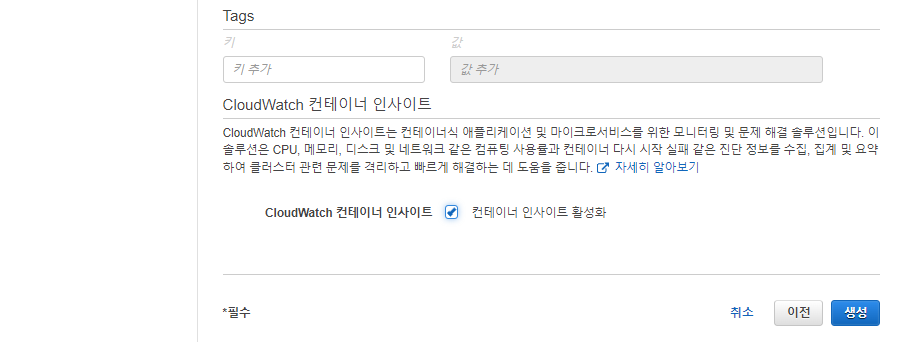 Tags
키 값
키 추가 값 추가
CloudWatch 컨테이너 인사이트
CloudWatch 컨테이너 인사이트는 컨테이너식 애플리케이션 및 마이크로서비스를 위한 모니터링 및 문제 해결 솔루션입니다. 이
솔루션은 CPU, 메모리, 디스크 및 네트워크 같은 컴퓨팅 사용률과 컨테이너 다시 시작 실패 같은 진단 정보를 수집, 집계 및 요약
하여 클러스터 관련 문제를 격리하고 빠르게 해결하는 데 도움을 줍니다. 자세히 알아보기
CloudWatch 컨테이너 인사이트 컨테이너 인사이트 활성화
*필수 취소 이전 생성